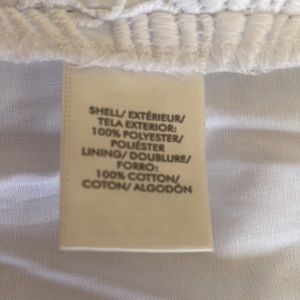 SHELL/ EXTÉRIEUR/
TELA EXTERIOR:
100% POLYESTER/
POLIÉSTER
LINING/ DOUBLURE/
FORRO:
100% COTTON/
COTON/ ALGODÓN